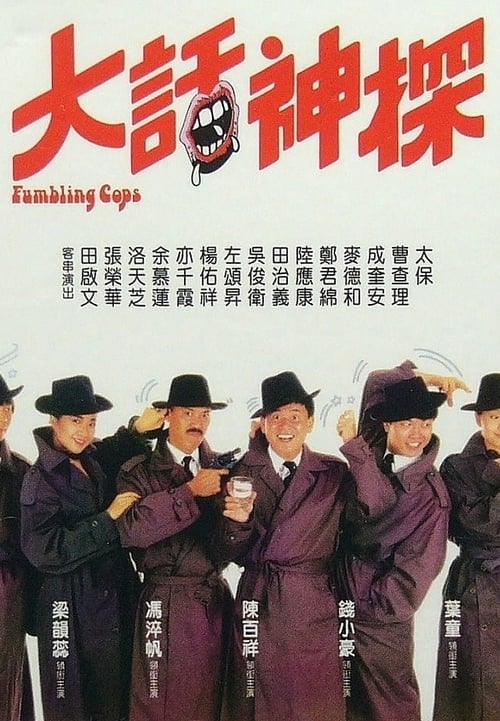 大話神探
Fumbling Cops
太保
曹查理
成奎安
麥德和
鄭君綿
陸應康
田治義
吳俊衛
左頌昇
楊佑祥
亦千霞
余慕蓮
洛天芝
張榮華
田啟文
客串演出
葉童 領銜主演
錢小豪 領銜主演
陳百祥 領銜主演
馮淬帆 領銜主演
梁韻蕊 領銜主演